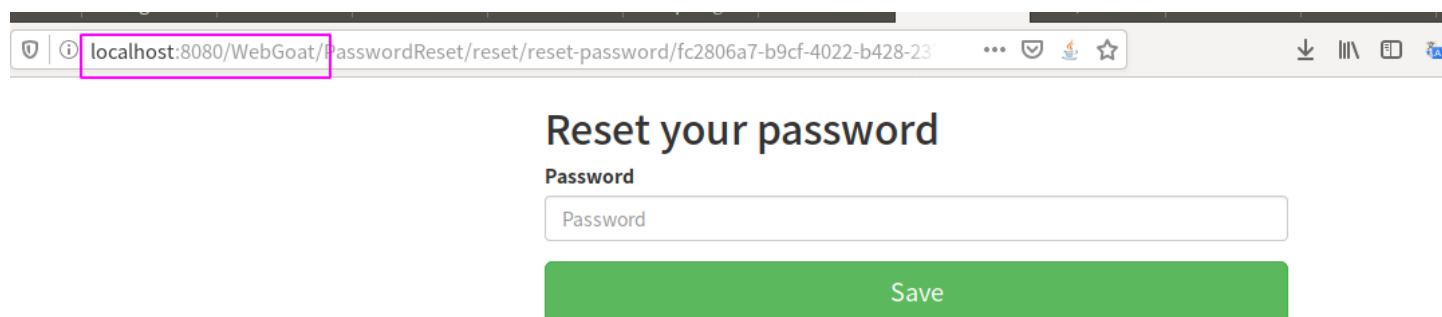 localhost:8080/WebGoat/PasswordReset/reset/reset-password/fc2806a7-b9cf-4022-b428-23
Reset your password
Password
Password
Save